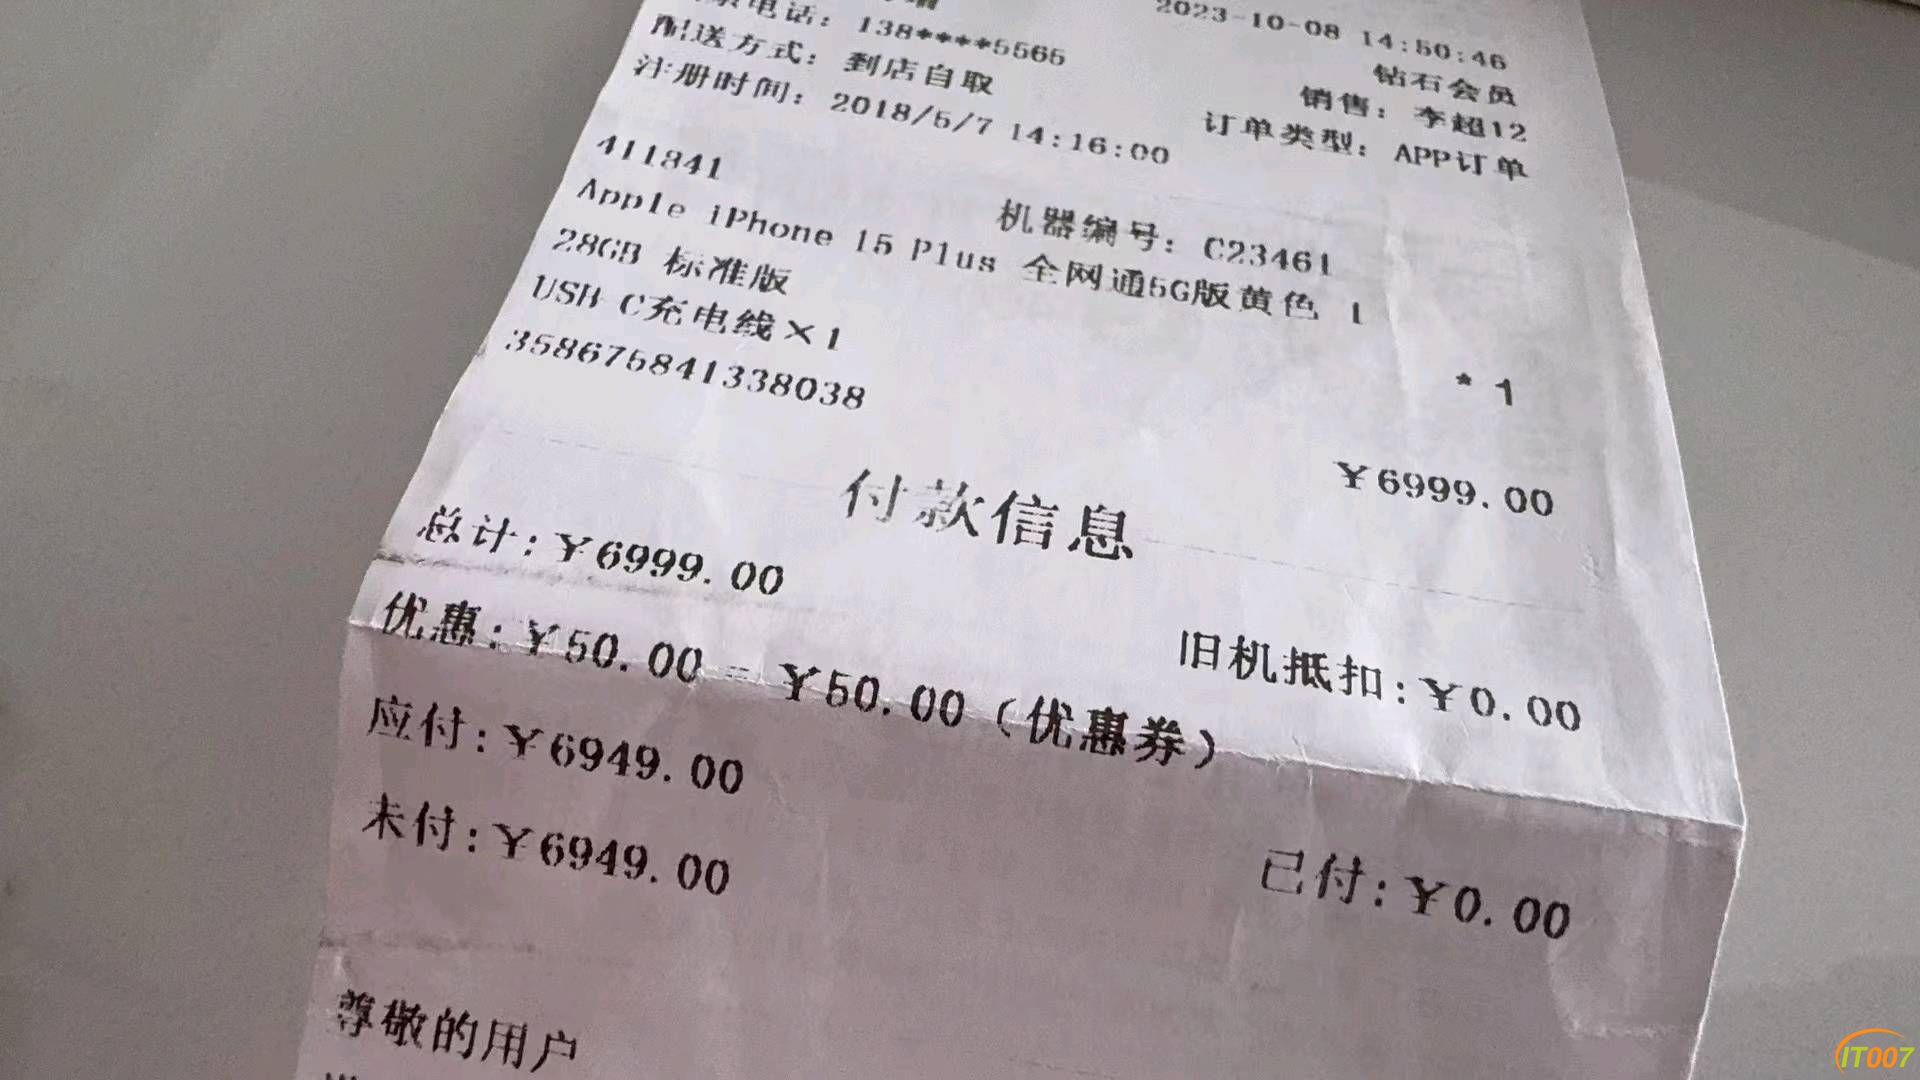 2023-10-08 14:50:46
电话：138****5565
钻石会员
配送方式：到店自取
销售：李超12
注册时间：2018/5/7 14:16:00
订单类型：APP订单
411841
机器编号：C23461
Apple iPhone 15 Plus 全网通5G版黄色 1
28GB 标准版
USB-C充电线×1
* 1
358675841338038
￥6999.00
付款信息
总计：￥6999.00
旧机抵扣：￥0.00
优惠：￥50.00 = ￥50.00（优惠券）
应付：￥6949.00
已付：￥0.00
未付：￥6949.00
尊敬的用户
IT007